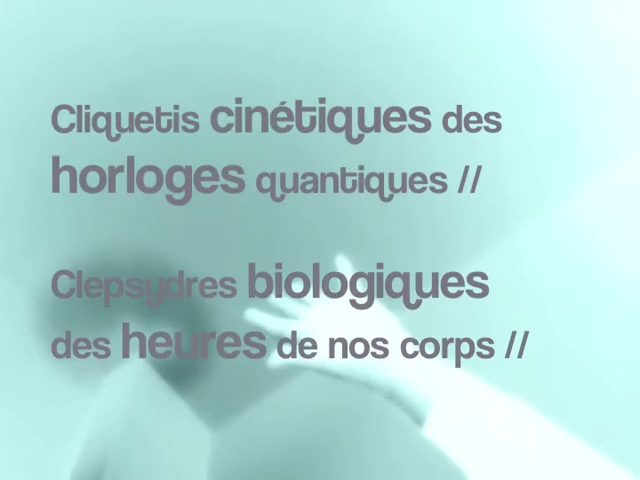 Cliquetis cinétiques des
horloges quantiques //
Clepsydres biologiques
des heures de nos corps //